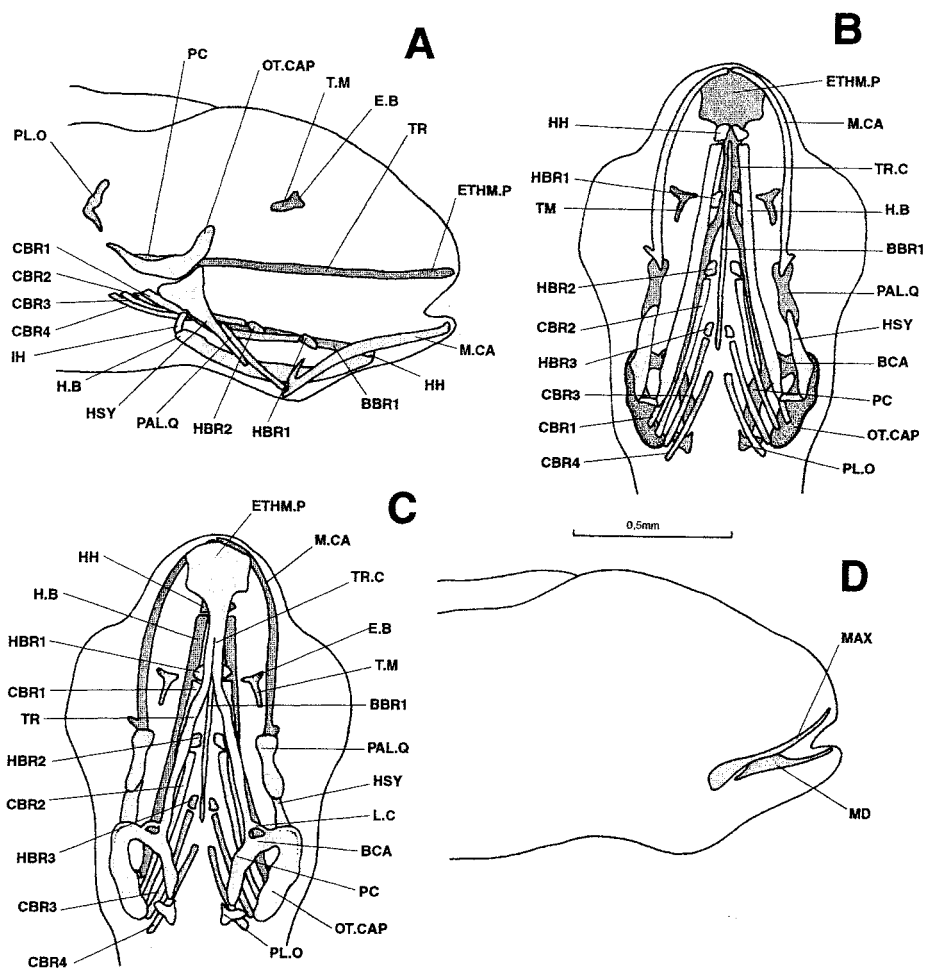 A
PC
OT.CAP
T.M
E.B
TR
PL.O
ETHM.P
CBR1
CBR2
CBR3
CBR4
IH
H.B
HSY
PAL.Q
HBR2
HBR1
BBR1
HH
M.CA
B
ETHM.P
HH
M.CA
TR.C
HBR1
TM
H.B
BBR1
HBR2
PAL.Q
CBR2
HSY
HBR3
BCA
CBR3
PC
CBR1
OT.CAP
CBR4
PL.O
0,5mm
C
ETHM.P
HH
M.CA
H.B
TR.C
HBR1
E.B
T.M
CBR1
BBR1
TR
HBR2
PAL.Q
CBR2
HSY
L.C
HBR3
BCA
PC
CBR3
OT.CAP
CBR4
PL.O
D
MAX
MD